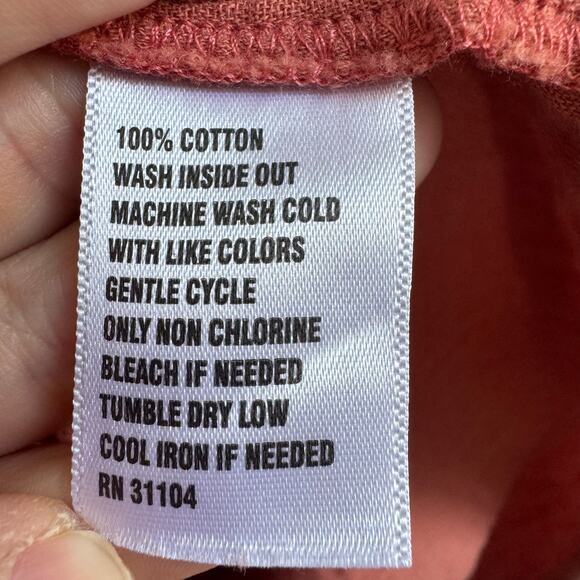 100% COTTON
WASH INSIDE OUT
MACHINE WASH COLD
WITH LIKE COLORS
GENTLE CYCLE
ONLY NON CHLORINE
BLEACH IF NEEDED
TUMBLE DRY LOW
COOL IRON IF NEEDED
RN 31104